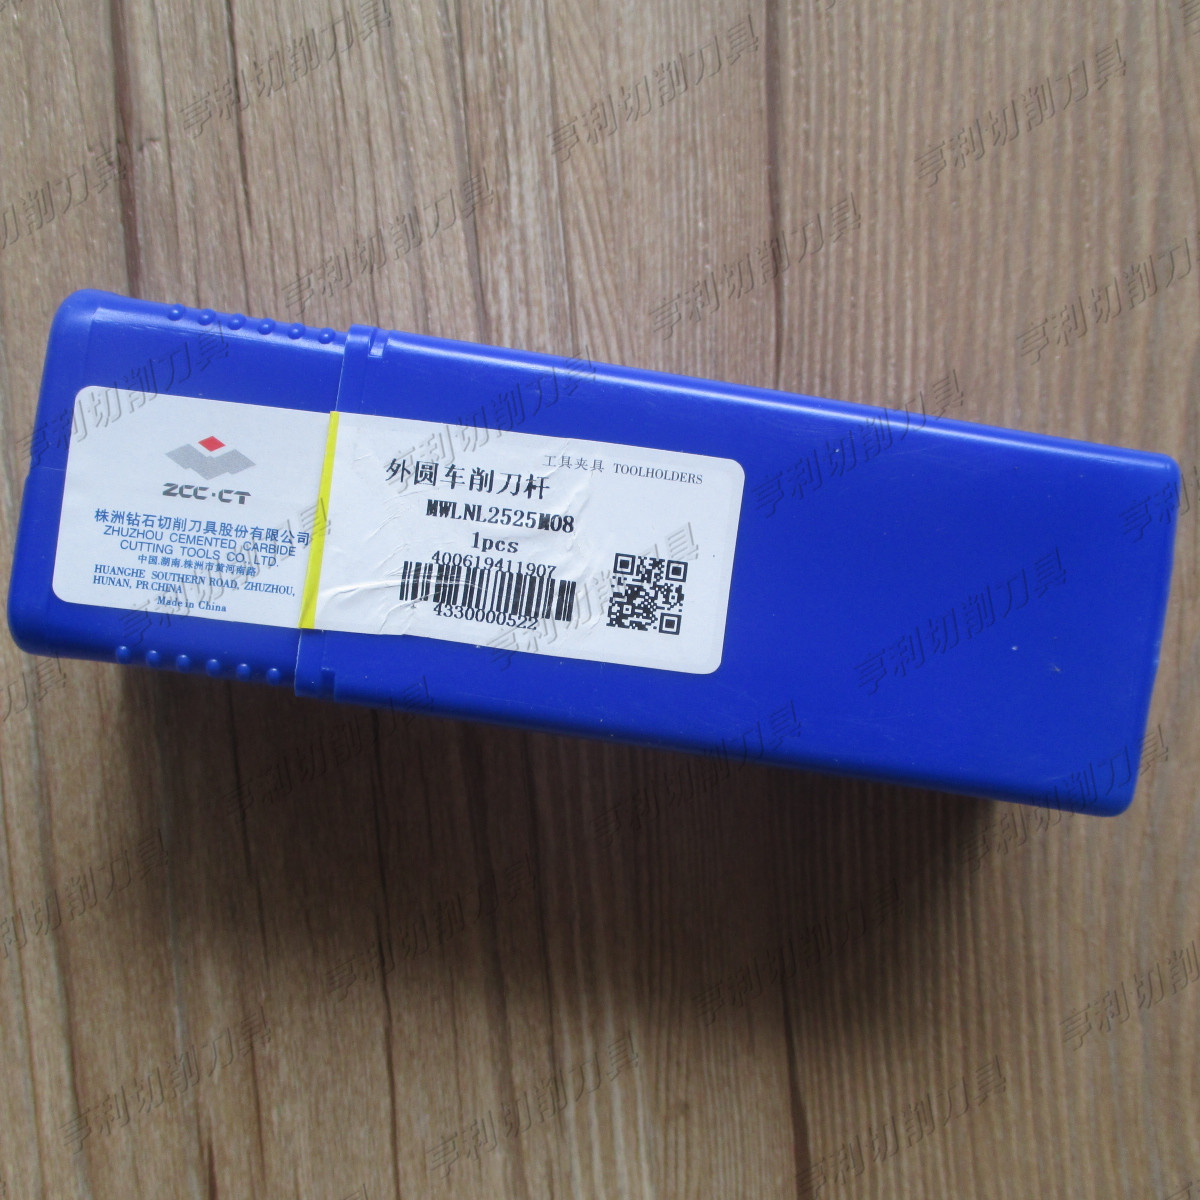 ZCC·CT
株洲钻石切削刀具股份有限公司
ZHUZHOU CEMENTED CARBIDE
CUTTING TOOLS CO., LTD.
中国.湖南.株洲市黄河南路
HUANGHE SOUTHERN ROAD, ZHUZHOU,
HUNAN, PR.CHINA
Made in China
工具夹具 TOOLHOLDERS
外圆车削刀杆
MWLNL2525M08
1pcs
400619411907
4330000522
亨利切削刀具